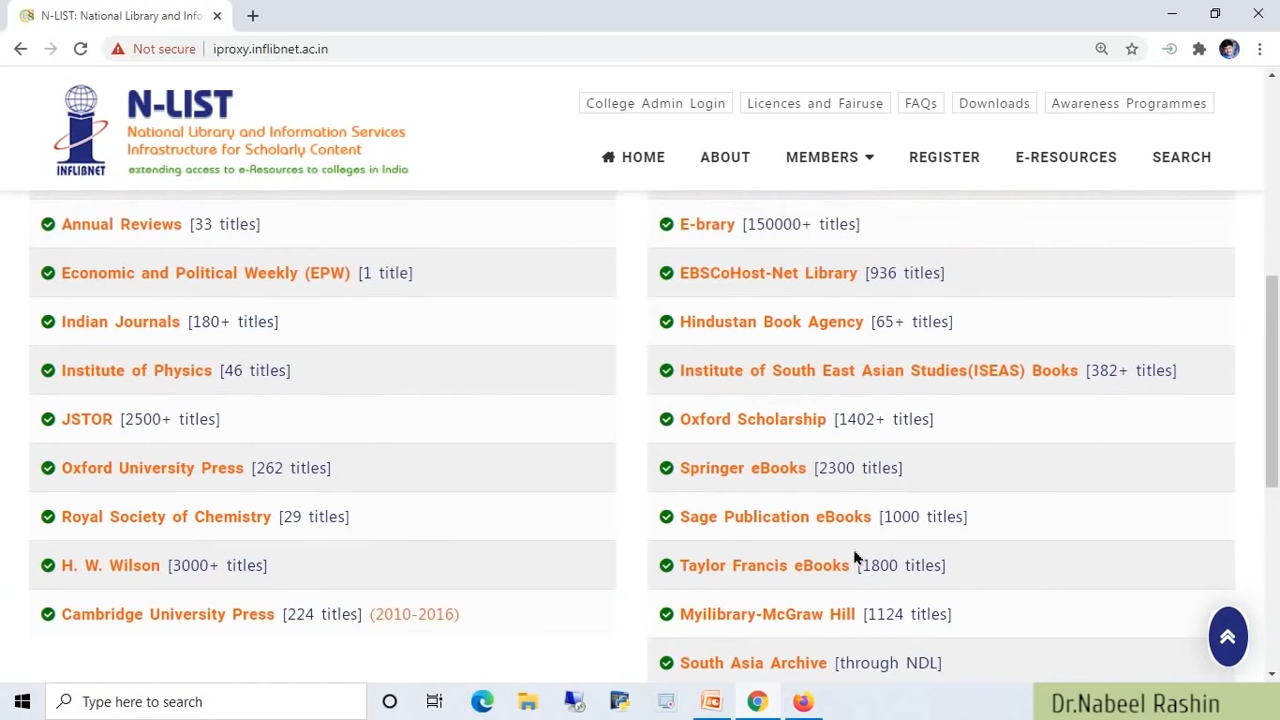 N-LIST: National Library and Info
Not secure
iproxy.inflibnet.ac.in
N-LIST
National Library and Information Services
Infrastructure for Scholarly Content
extending access to e-Resources to colleges in India
INFLIBNET
College Admin Login
Licences and Fairuse
FAQs
Downloads
Awareness Programmes
HOME
ABOUT
MEMBERS
REGISTER
E-RESOURCES
SEARCH
Annual Reviews [33 titles]
Economic and Political Weekly (EPW) [1 title]
Indian Journals [180+ titles]
Institute of Physics [46 titles]
JSTOR [2500+ titles]
Oxford University Press [262 titles]
Royal Society of Chemistry [29 titles]
H. W. Wilson [3000+ titles]
Cambridge University Press [224 titles] (2010-2016)
E-brary [150000+ titles]
EBSCoHost-Net Library [936 titles]
Hindustan Book Agency [65+ titles]
Institute of South East Asian Studies(ISEAS) Books [382+ titles]
Oxford Scholarship [1402+ titles]
Springer eBooks [2300 titles]
Sage Publication eBooks [1000 titles]
Taylor Francis eBooks [1800 titles]
Myilibrary-McGraw Hill [1124 titles]
South Asia Archive [through NDL]
Type here to search
Dr.Nabeel Rashin